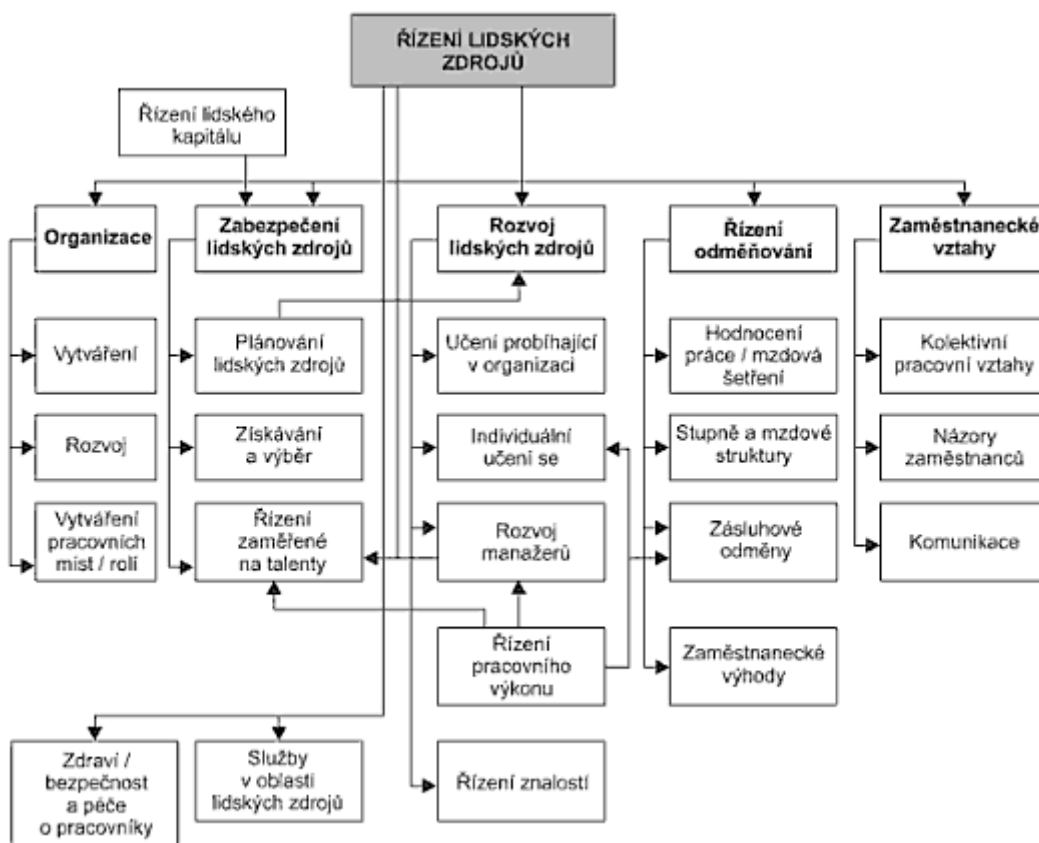 ŘÍZENÍ LIDSKÝCH
ZDROJŮ
Řízení lidského
kapitálu
Organizace
Zabezpečení
lidských zdrojů
Rozvoj
lidských zdrojů
Řízení
odměňování
Zaměstnanecké
vztahy
Vytváření
Plánování
lidských zdrojů
Učení probíhající
v organizaci
Hodnocení
práce / mzdová
šetření
Kolektivní
pracovní vztahy
Rozvoj
Získávání
a výběr
Individuální
učení se
Stupně a mzdové
struktury
Názory
zaměstnanců
Vytváření
pracovních
míst / rolí
Řízení
zaměřené
na talenty
Rozvoj
manažerů
Zásluhové
odměny
Komunikace
Řízení
pracovního
výkonu
Zaměstnanecké
výhody
Zdraví /
bezpečnost
a péče
o pracovníky
Služby
v oblasti
lidských zdrojů
Řízení znalostí